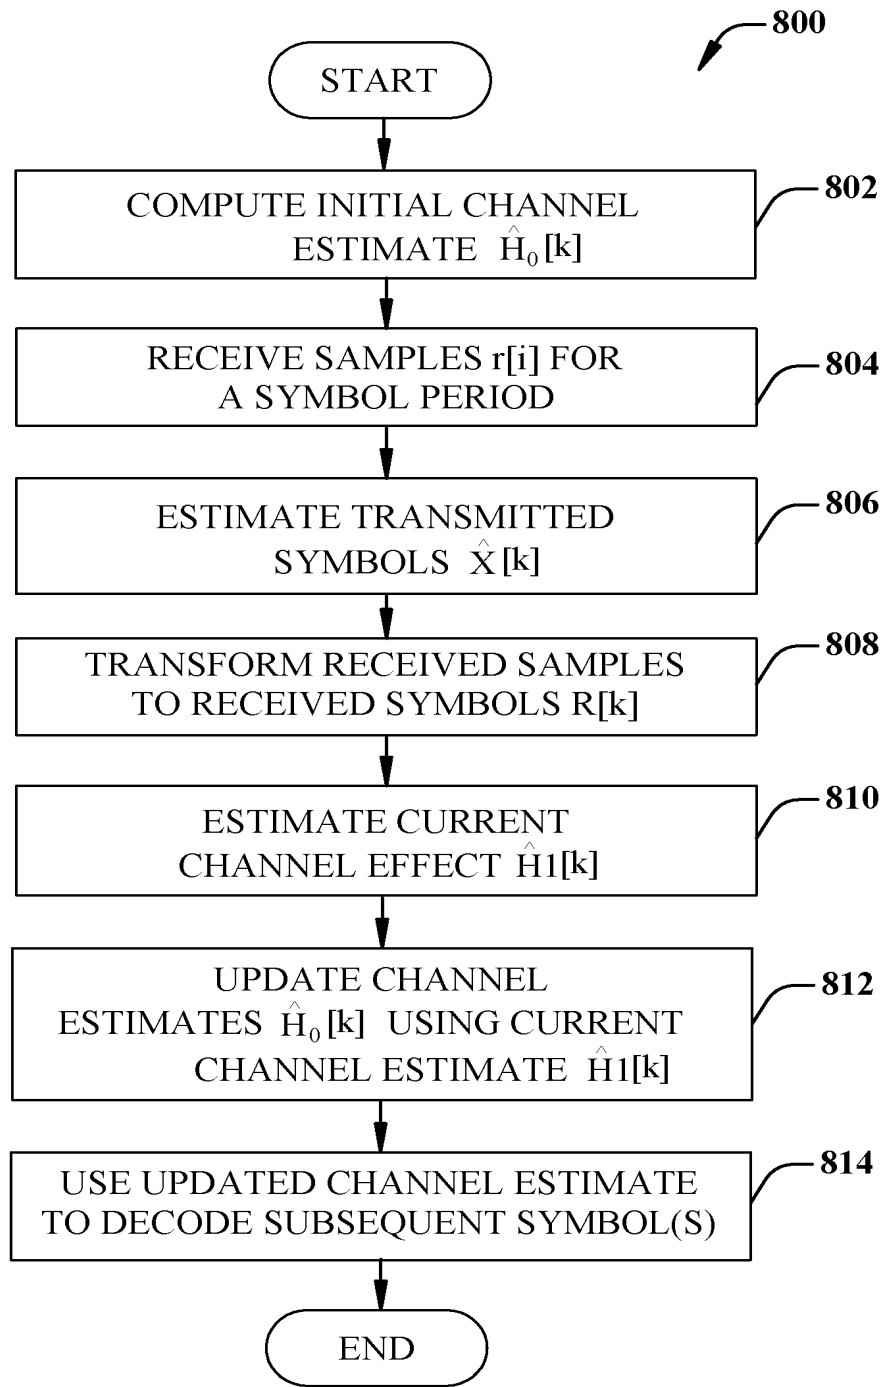 800
START
COMPUTE INITIAL CHANNEL
ESTIMATE Ĥ₀[k]
802
RECEIVE SAMPLES r[i] FOR
A SYMBOL PERIOD
804
ESTIMATE TRANSMITTED
SYMBOLS X̂[k]
806
TRANSFORM RECEIVED SAMPLES
TO RECEIVED SYMBOLS R[k]
808
ESTIMATE CURRENT
CHANNEL EFFECT Ĥ1[k]
810
UPDATE CHANNEL
ESTIMATES Ĥ₀[k] USING CURRENT
CHANNEL ESTIMATE Ĥ1[k]
812
USE UPDATED CHANNEL ESTIMATE
TO DECODE SUBSEQUENT SYMBOL(S)
814
END